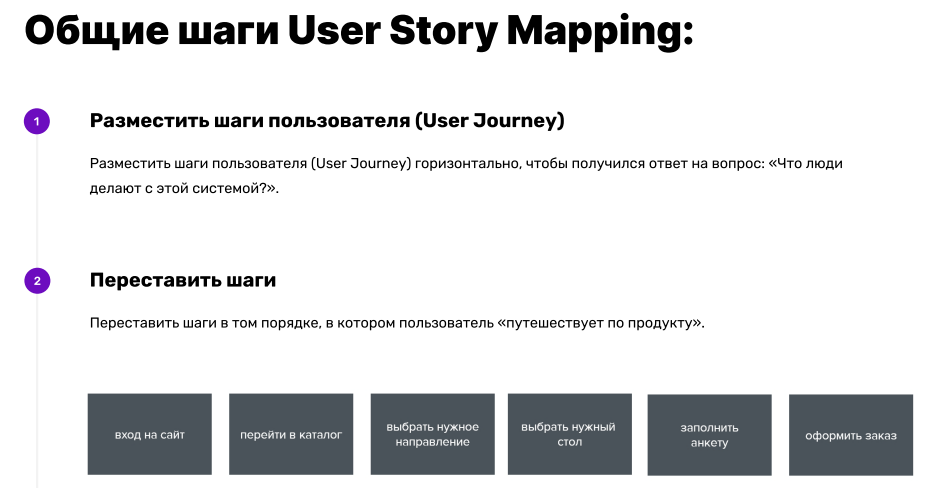 Общие шаги User Story Mapping:
1
Разместить шаги пользователя (User Journey)
Разместить шаги пользователя (User Journey) горизонтально, чтобы получился ответ на вопрос: «Что люди
делают с этой системой?».
2
Переставить шаги
Переставить шаги в том порядке, в котором пользователь «путешествует по продукту».
вход на сайт
перейти в каталог
выбрать нужное
направление
выбрать нужный
стол
заполнить
анкету
оформить заказ